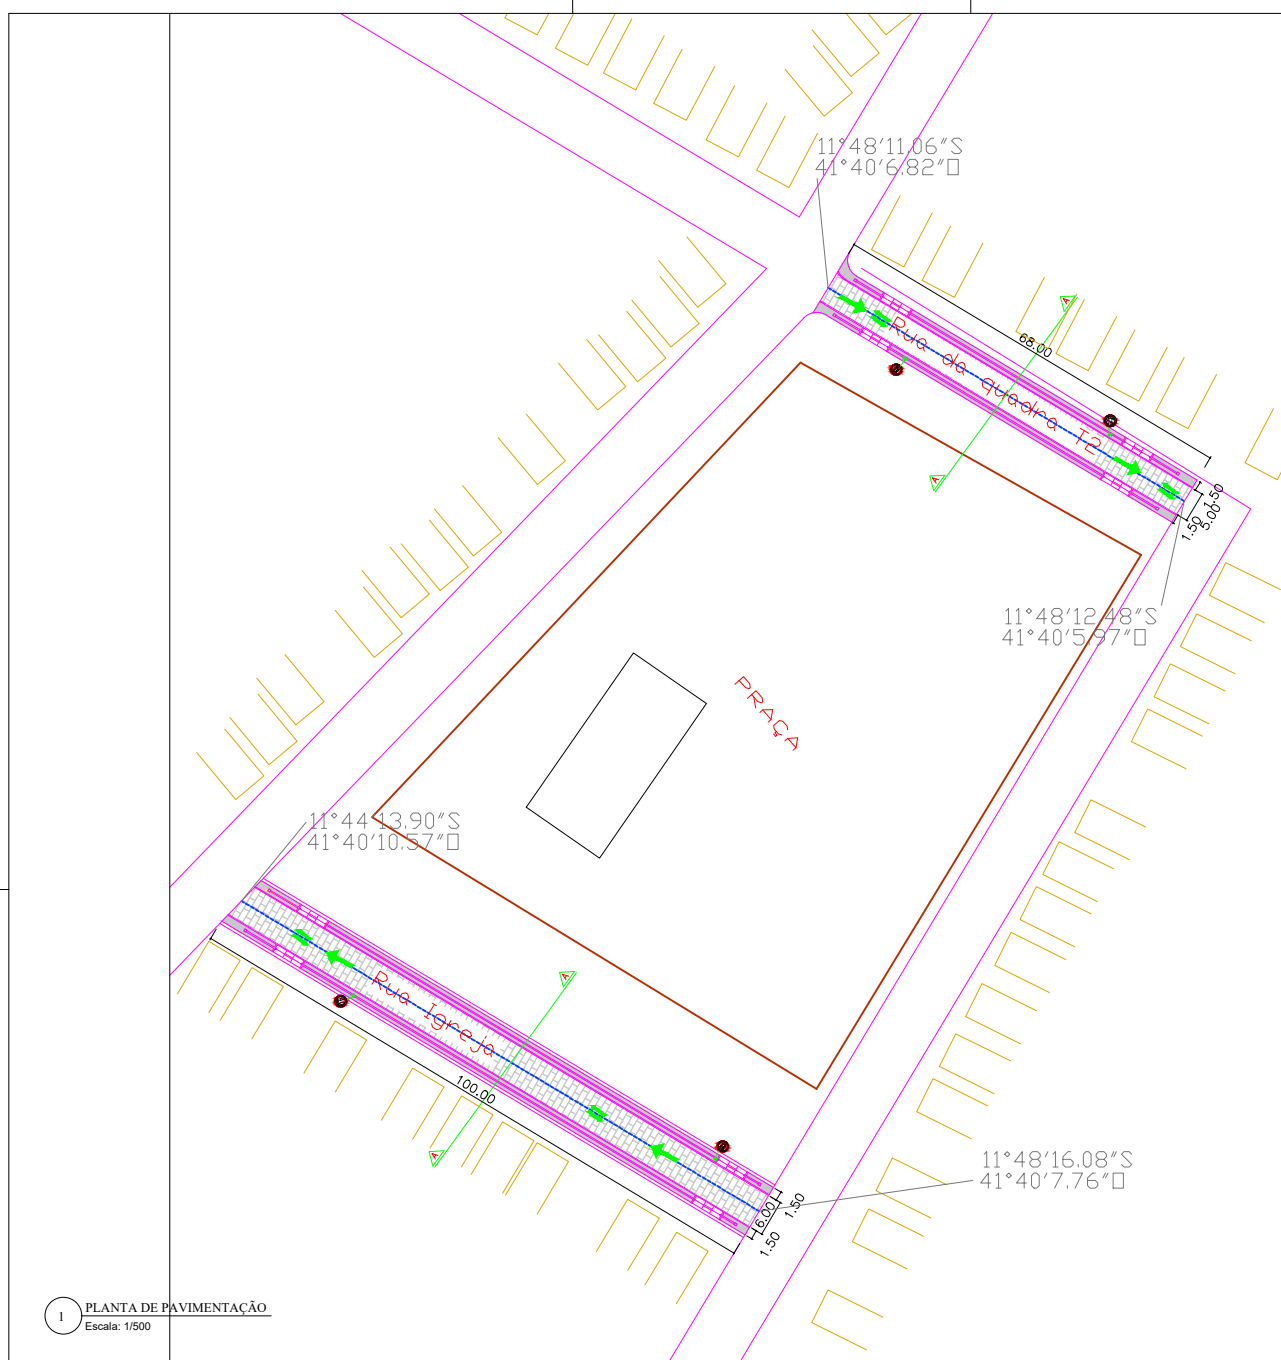 11°48'11.06"S
41°40'6.82"□
68.00
Rua da quadra T2
A
A
1.50
5.00
1.50
11°48'12.48"S
41°40'5.97"□
PRAÇA
11°44'13.90"S
41°40'10.57"□
Rua Igreja
A
A
100.00
11°48'16.08"S
41°40'7.76"□
1.50
6.00
1.50
1
PLANTA DE PAVIMENTAÇÃO
Escala: 1/500